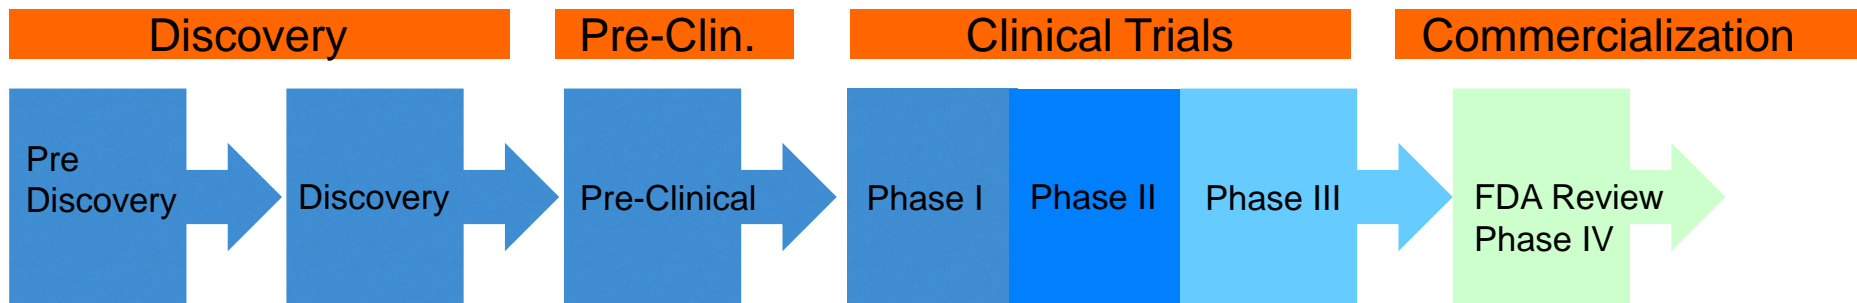 Discovery
Pre-Clin.
Clinical Trials
Commercialization
Pre
Discovery
Discovery
Pre-Clinical
Phase I
Phase II
Phase III
FDA Review
Phase IV